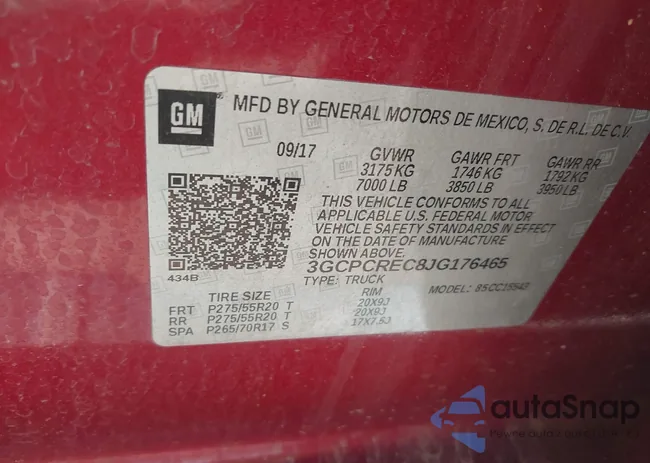 GM
MFD BY GENERAL MOTORS DE MEXICO, S. DE R.L. DE C.V.
09/17 GVWR GAWR FRT GAWR RR
3175 KG 1746 KG 1792 KG
7000 LB 3850 LB 3950 LB
THIS VEHICLE CONFORMS TO ALL
APPLICABLE U.S. FEDERAL MOTOR
VEHICLE SAFETY STANDARDS IN EFFECT
ON THE DATE OF MANUFACTURE
SHOWN ABOVE.
3GCPCREC8JG176465
434B
TYPE: TRUCK MODEL:
TIRE SIZE RIM
FRT P275/55R20 T 20X9J
RR P275/55R20 T 20X9J
SPA P265/70R17 S 17X7.5J
autaSnap